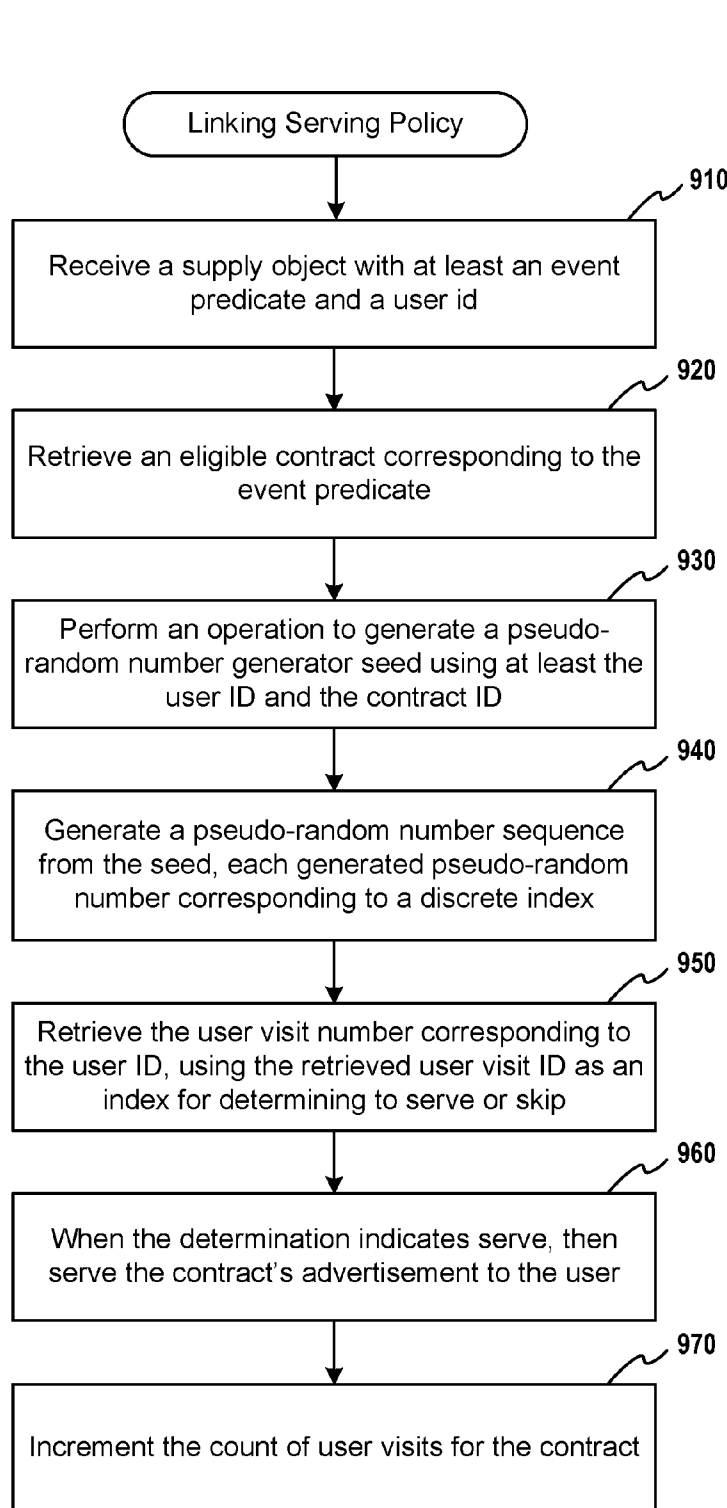 Linking Serving Policy
910
Receive a supply object with at least an event
predicate and a user id
920
Retrieve an eligible contract corresponding to the
event predicate
930
Perform an operation to generate a pseudo-
random number generator seed using at least the
user ID and the contract ID
940
Generate a pseudo-random number sequence
from the seed, each generated pseudo-random
number corresponding to a discrete index
950
Retrieve the user visit number corresponding to
the user ID, using the retrieved user visit ID as an
index for determining to serve or skip
960
When the determination indicates serve, then
serve the contract's advertisement to the user
970
Increment the count of user visits for the contract